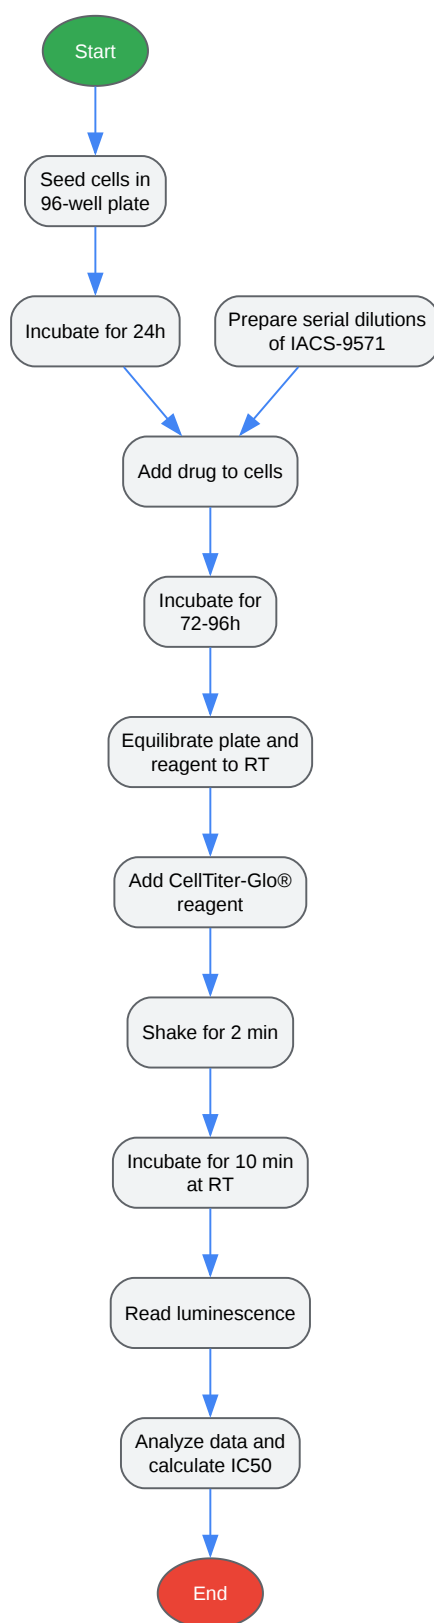 Start
Seed cells in
96-well plate
Incubate for 24h
Prepare serial dilutions
of IACS-9571
Add drug to cells
Incubate for
72-96h
Equilibrate plate and
reagent to RT
Add CellTiter-Glo®
reagent
Shake for 2 min
Incubate for 10 min
at RT
Read luminescence
Analyze data and
calculate IC50
End